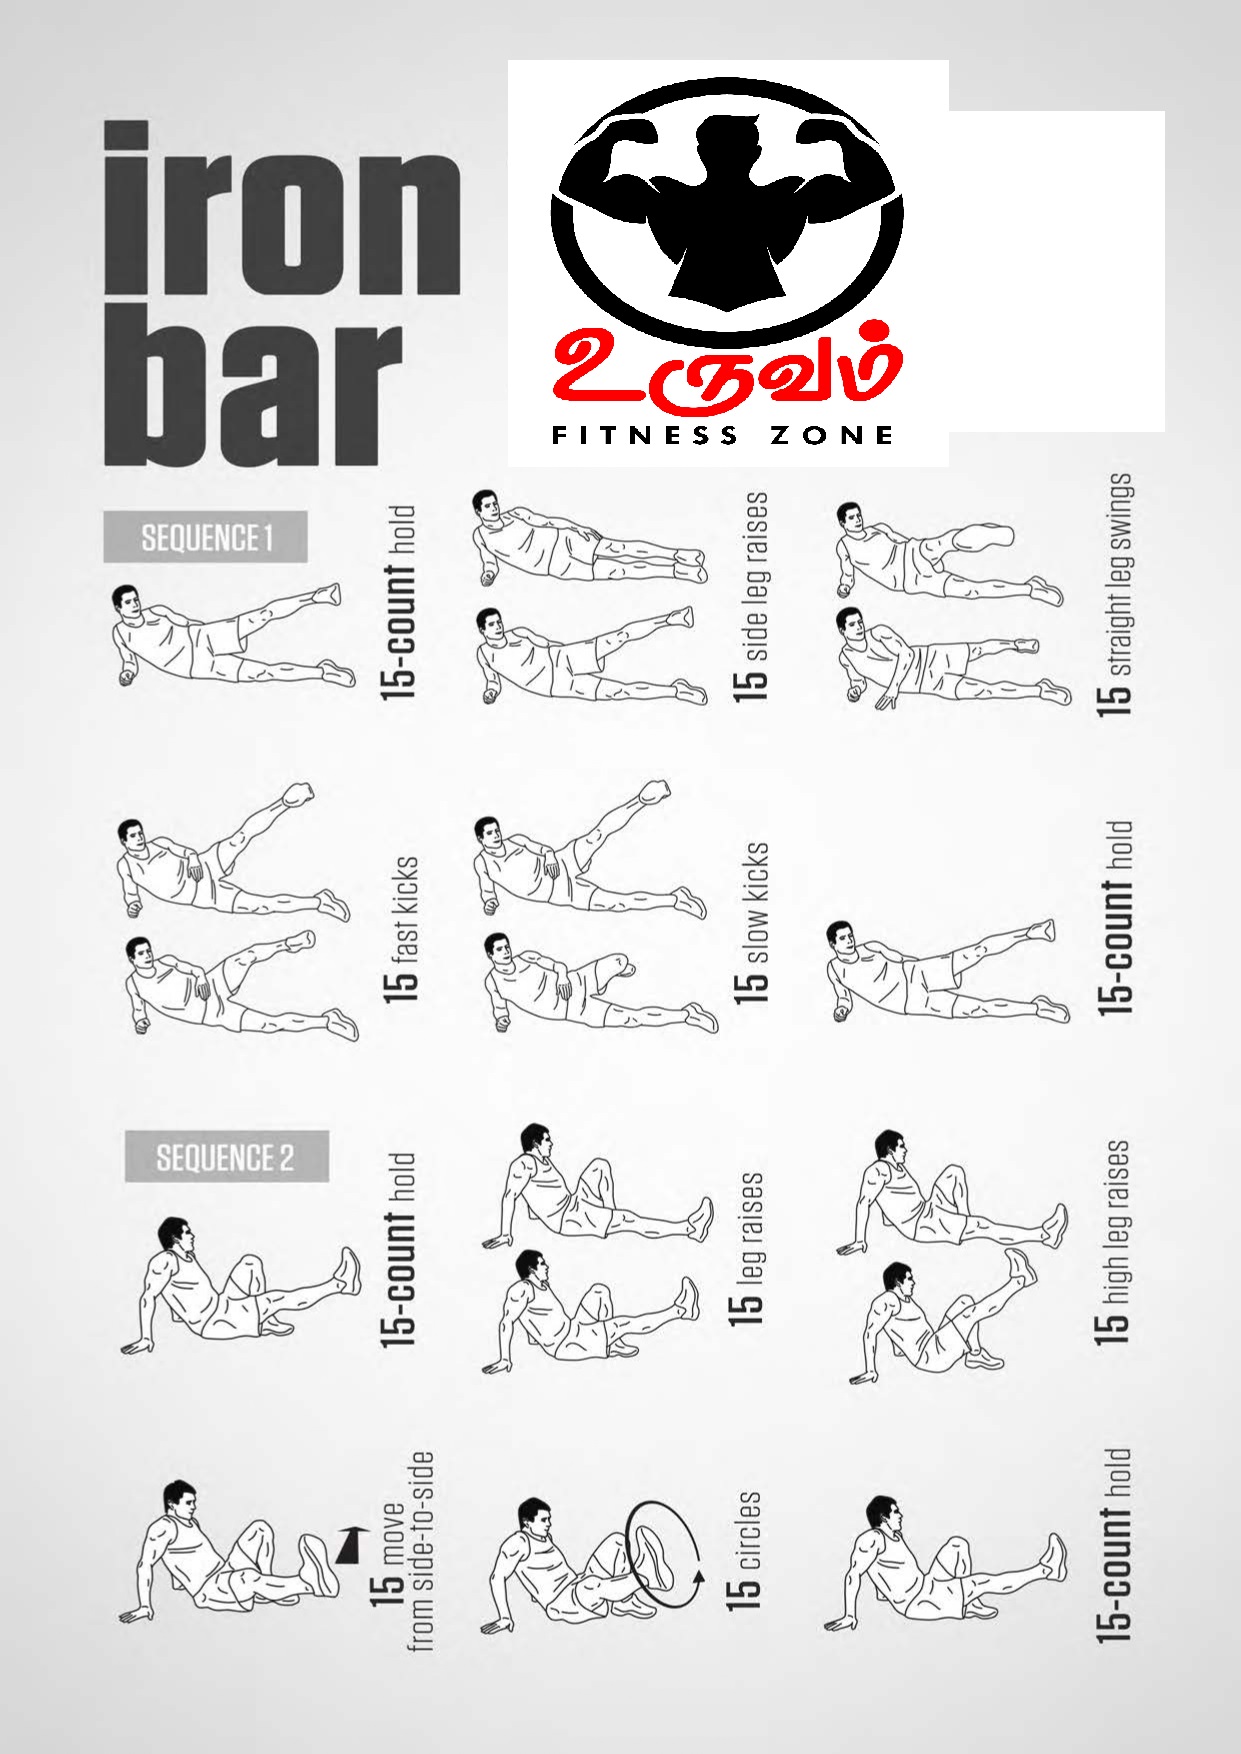 iron
bar
உருவம்
FITNESS ZONE
SEQUENCE 1
15-count hold
15 side leg raises
15 straight leg swings
15 fast kicks
15 slow kicks
15-count hold
SEQUENCE 2
15-count hold
15 leg raises
15 high leg raises
15 move
from side-to-side
15 circles
15-count hold